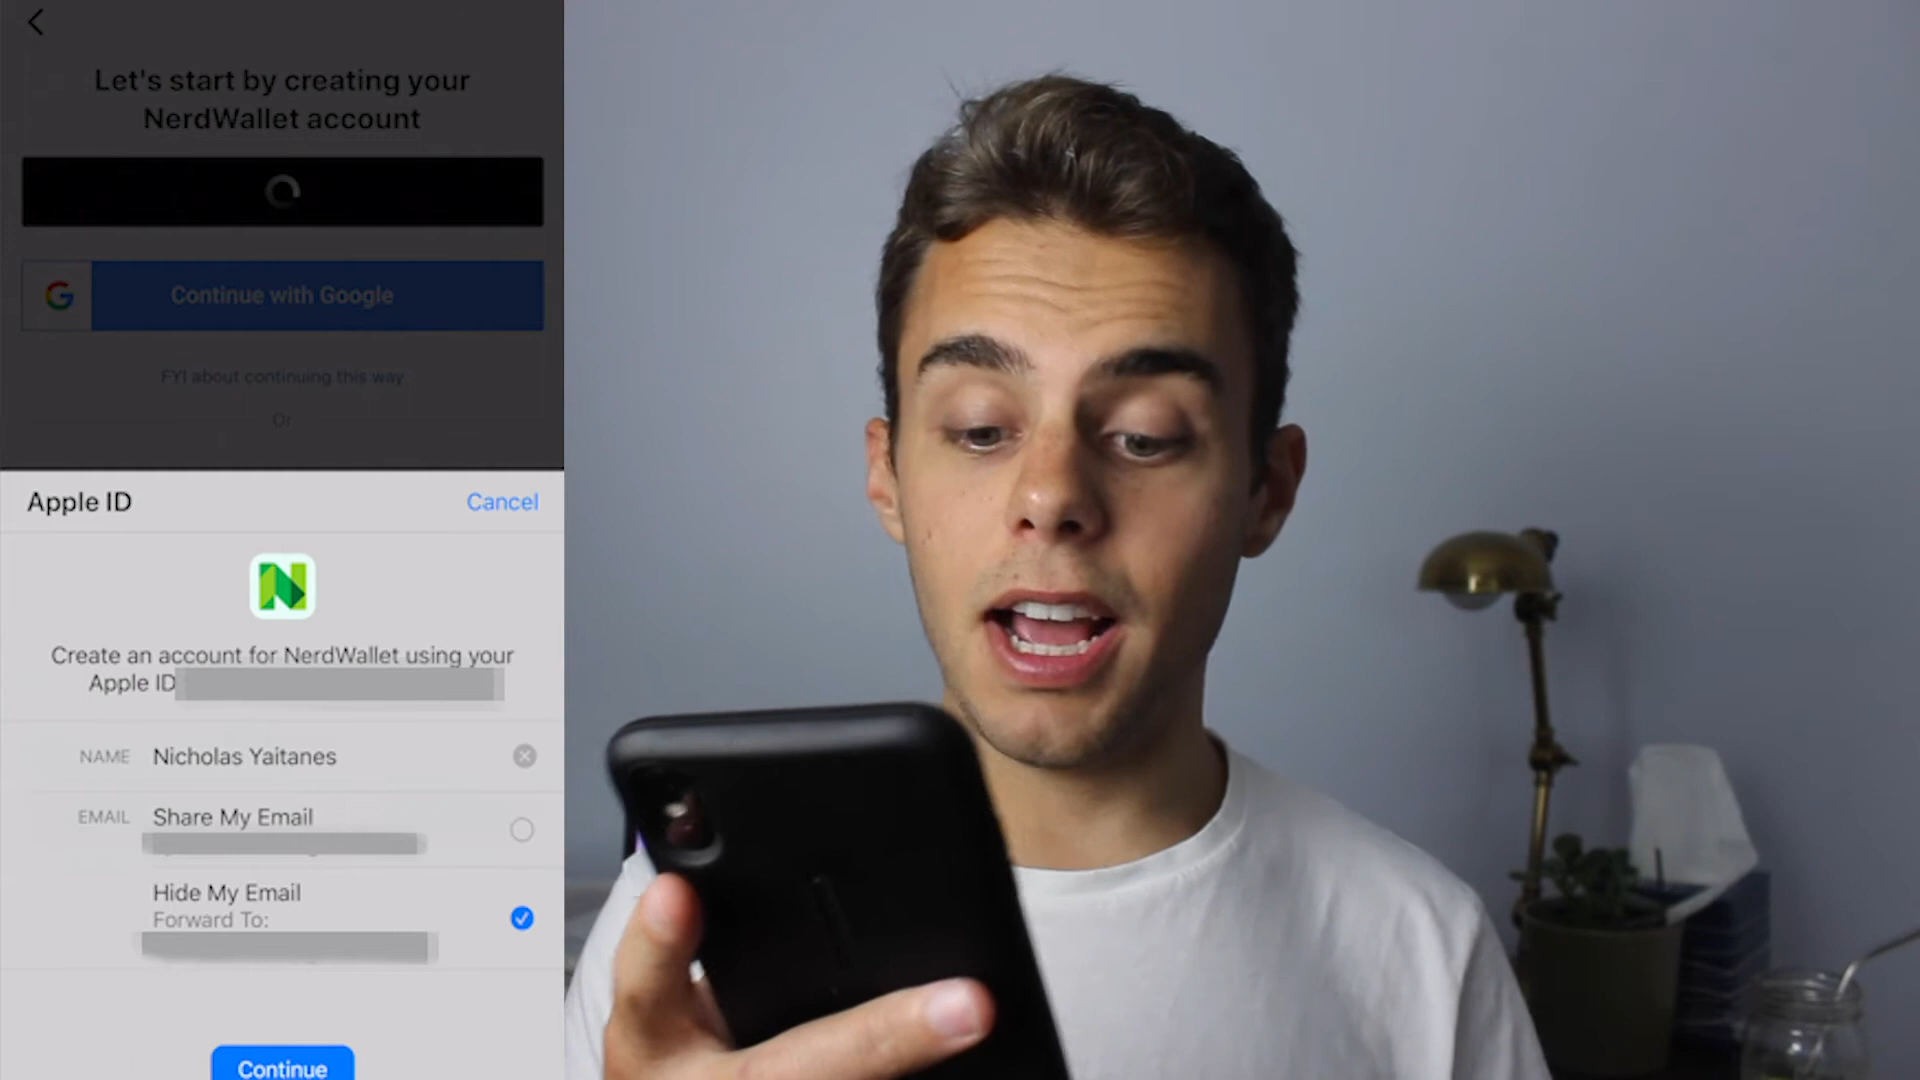 Let's start by creating your
NerdWallet account
Continue with Google
FYI about continuing this way
Or
Apple ID
Cancel
Create an account for NerdWallet using your
Apple ID
NAME Nicholas Yaitanes
EMAIL Share My Email
Hide My Email
Forward To:
Continue